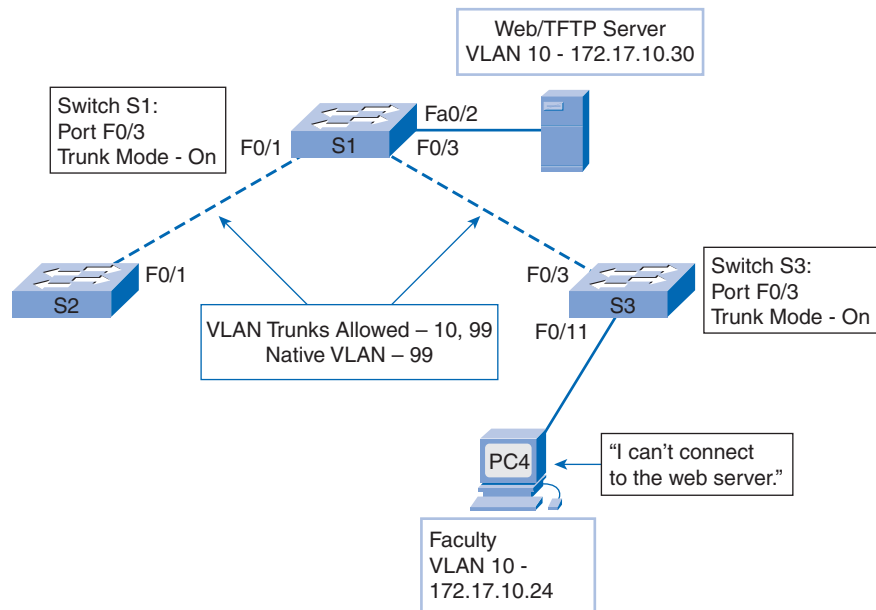 Web/TFTP Server
VLAN 10 - 172.17.10.30
Switch S1:
Port F0/3
Trunk Mode - On
Fa0/2
F0/1
S1
F0/3
F0/1
S2
F0/3
S3
F0/11
Switch S3:
Port F0/3
Trunk Mode - On
VLAN Trunks Allowed – 10, 99
Native VLAN – 99
PC4
“I can’t connect
to the web server.”
Faculty
VLAN 10 -
172.17.10.24